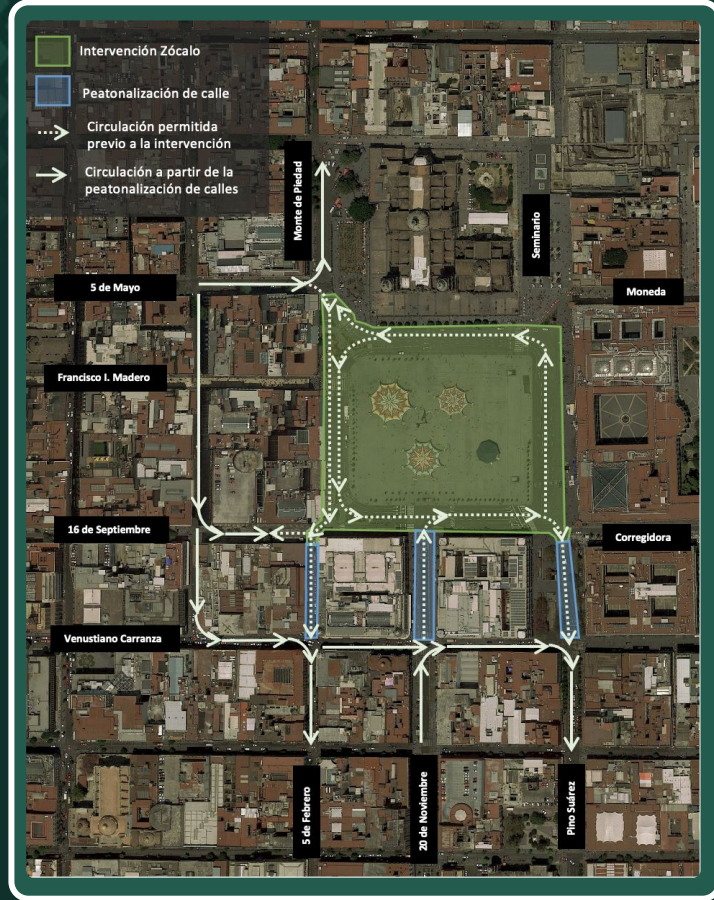 Intervención Zócalo
Peatonalización de calle
Circulación permitida
previo a la intervención
Circulación a partir de la
peatonalización de calles
Monte de Piedad
Seminario
5 de Mayo
Moneda
Francisco I. Madero
16 de Septiembre
Corregidora
Venustiano Carranza
5 de Febrero
20 de Noviembre
Pino Suárez